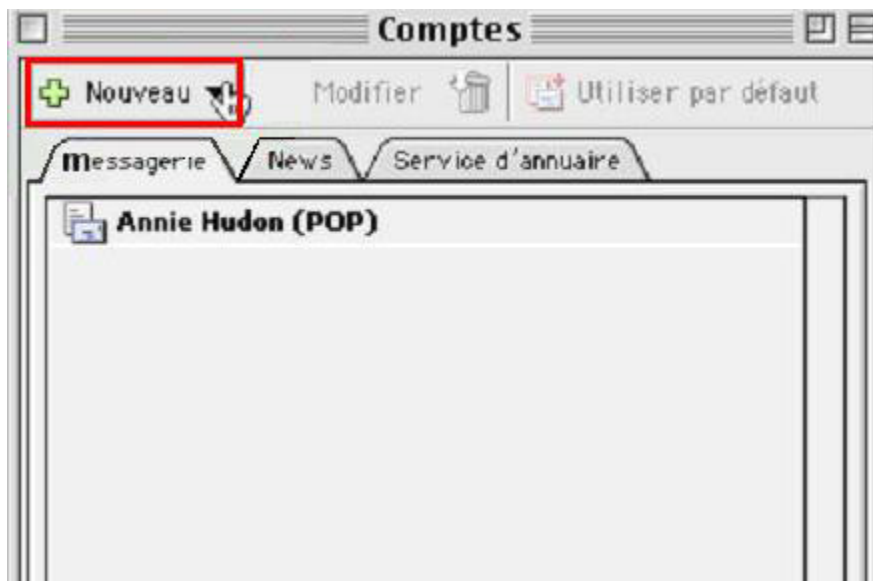 Comptes
Nouveau Modifier Utiliser par défaut
Messagerie News Service d'annuaire
Annie Hudon (POP)